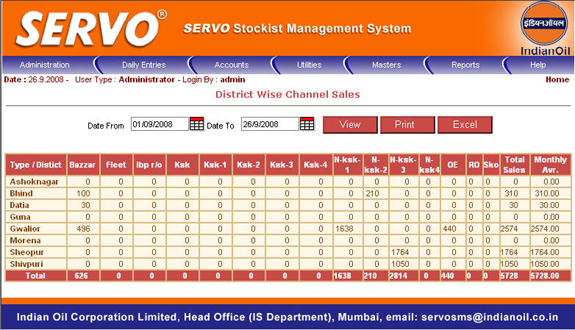 SERVO®
SERVO Stockist Management System
इंडियनऑयल
IndianOil
Administration Daily Entries Accounts Utilities Masters Reports Help
Date : 26.9.2008 - User Type : Administrator - Login By : admin Home
District Wise Channel Sales
Date From 01/09/2008 Date To 26/9/2008 View Print Excel
Type / Distict Bazzar Fleet Ibp r/o Ksk Ksk-1 Ksk-2 Ksk-3 Ksk-4 N-ksk-1 N-ksk-2 N-ksk-3 N-ksk4 OE RO Sko Total Sales Monthly Avr.
Ashoknagar 0 0 0 0 0 0 0 0 0 0 0 0 0 0 0 0 0.00
Bhind 100 0 0 0 0 0 0 0 0 210 0 0 0 0 0 310 310.00
Datia 30 0 0 0 0 0 0 0 0 0 0 0 0 0 0 30 30.00
Guna 0 0 0 0 0 0 0 0 0 0 0 0 0 0 0 0 0.00
Gwalior 496 0 0 0 0 0 0 0 1638 0 0 0 440 0 0 2574 2574.00
Morena 0 0 0 0 0 0 0 0 0 0 0 0 0 0 0 0 0.00
Sheopur 0 0 0 0 0 0 0 0 0 0 1764 0 0 0 0 1764 1764.00
Shivpuri 0 0 0 0 0 0 0 0 0 0 1050 0 0 0 0 1050 1050.00
Total 626 0 0 0 0 0 0 0 1638 210 2814 0 440 0 0 5728 5728.00
Indian Oil Corporation Limited, Head Office (IS Department), Mumbai, email: servosms@indianoil.co.in